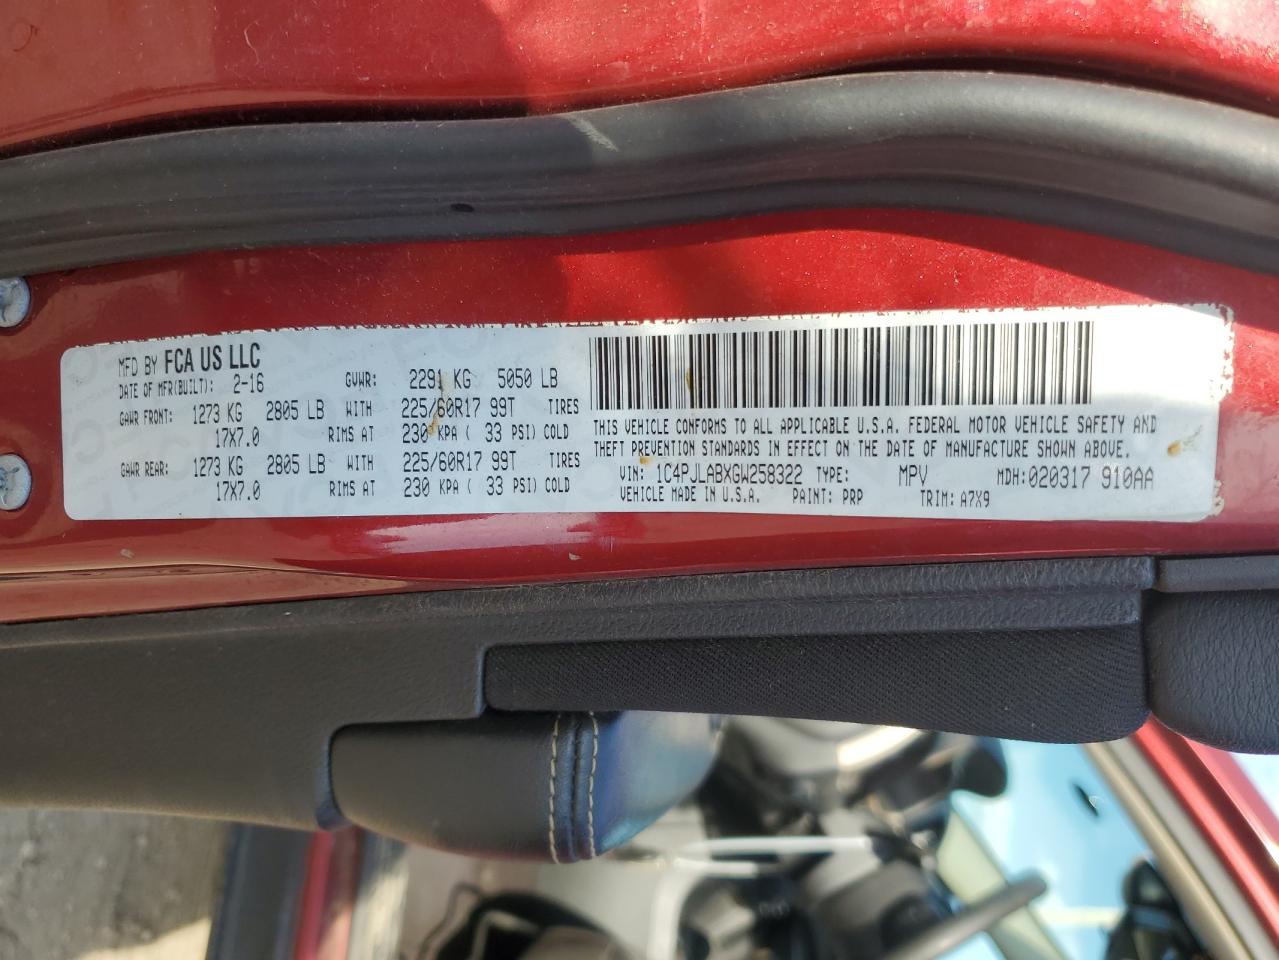 MFD BY FCA US LLC
DATE OF MFR(BUILT): 2-16 GVWR: 2291 KG 5050 LB
GAWR FRONT: 1273 KG 2805 LB WITH 225/60R17 99T TIRES
17X7.0 RIMS AT 230 KPA ( 33 PSI) COLD
GAWR REAR: 1273 KG 2805 LB WITH 225/60R17 99T TIRES
17X7.0 RIMS AT 230 KPA ( 33 PSI) COLD
THIS VEHICLE CONFORMS TO ALL APPLICABLE U.S.A. FEDERAL MOTOR VEHICLE SAFETY AND
THEFT PREVENTION STANDARDS IN EFFECT ON THE DATE OF MANUFACTURE SHOWN ABOVE.
VIN: 1C4PJLABXGW258322 TYPE: MPV MDH:020317 910AA
VEHICLE MADE IN U.S.A. PAINT: PRP TRIM: A7X9